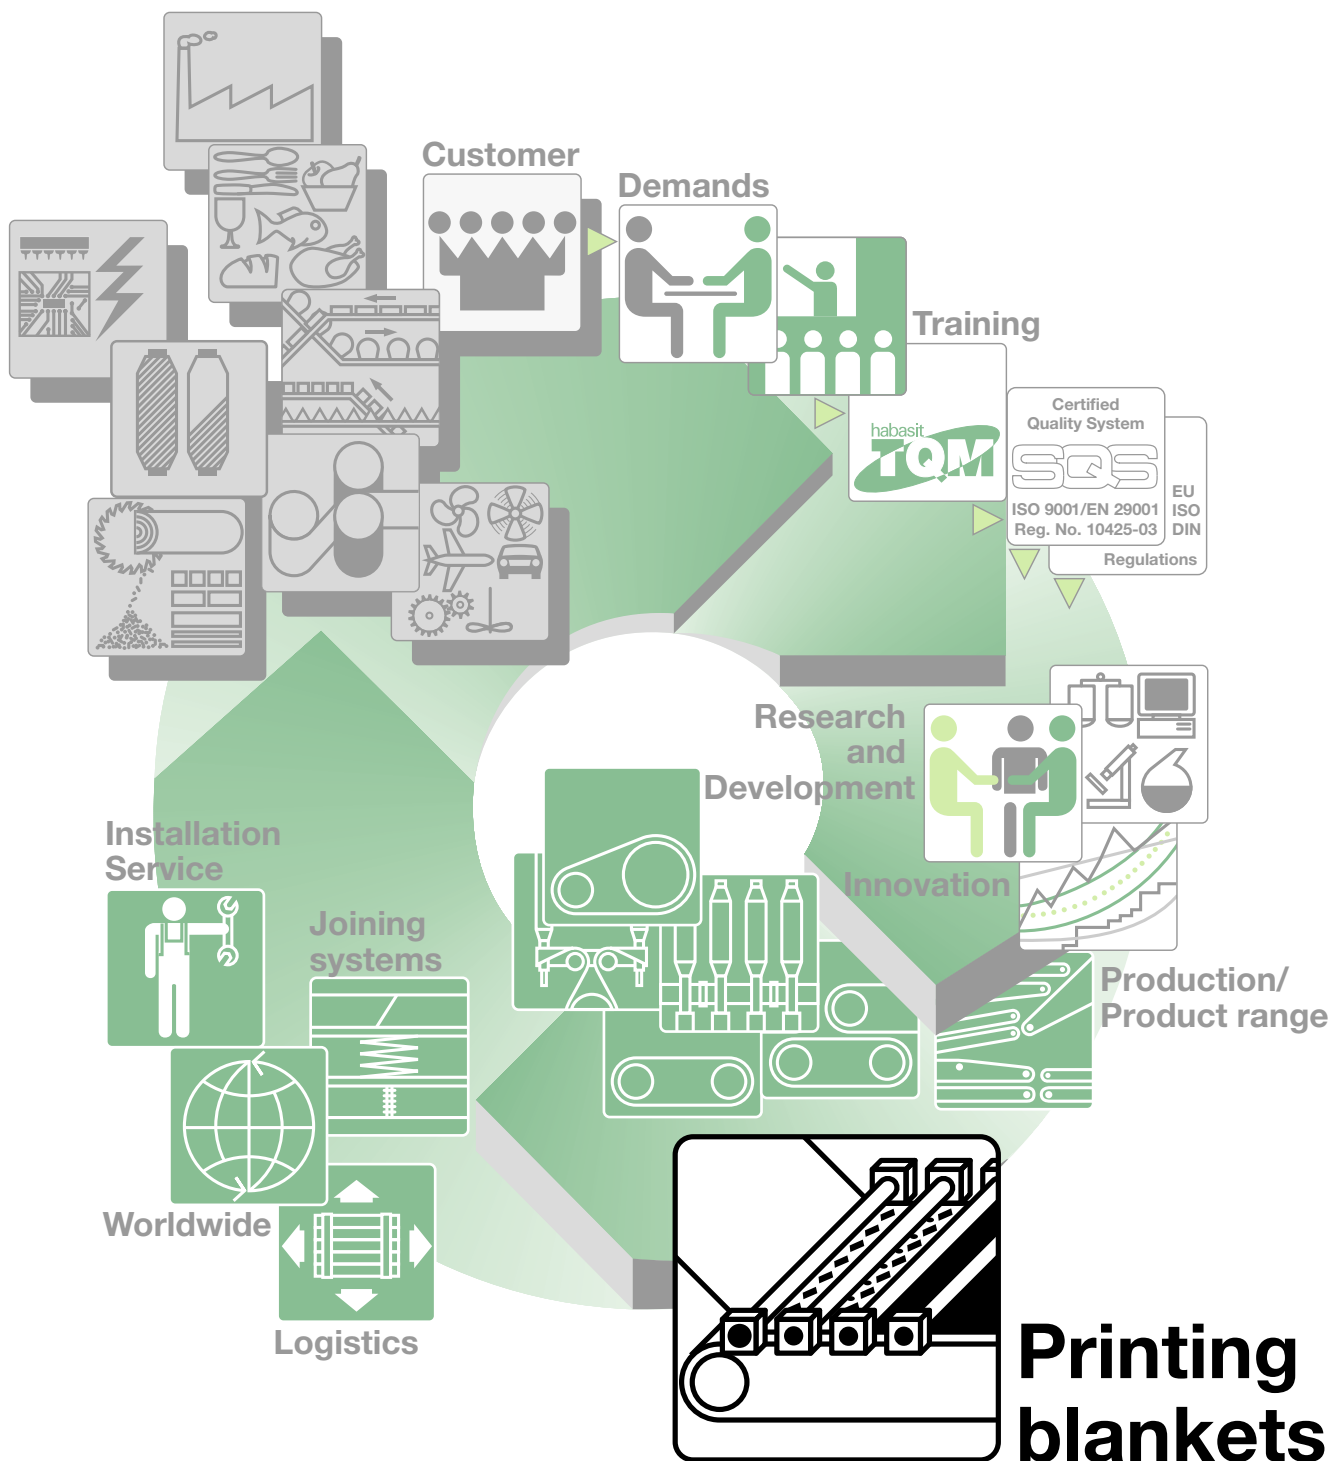 Customer
Demands
Training
habasit
TQM
Certified
Quality System
SQS
ISO 9001/EN 29001
Reg. No. 10425-03
EU
ISO
DIN
Regulations
Research
and
Development
Innovation
Production/
Product range
Installation
Service
Joining
systems
Worldwide
Logistics
Printing
blankets